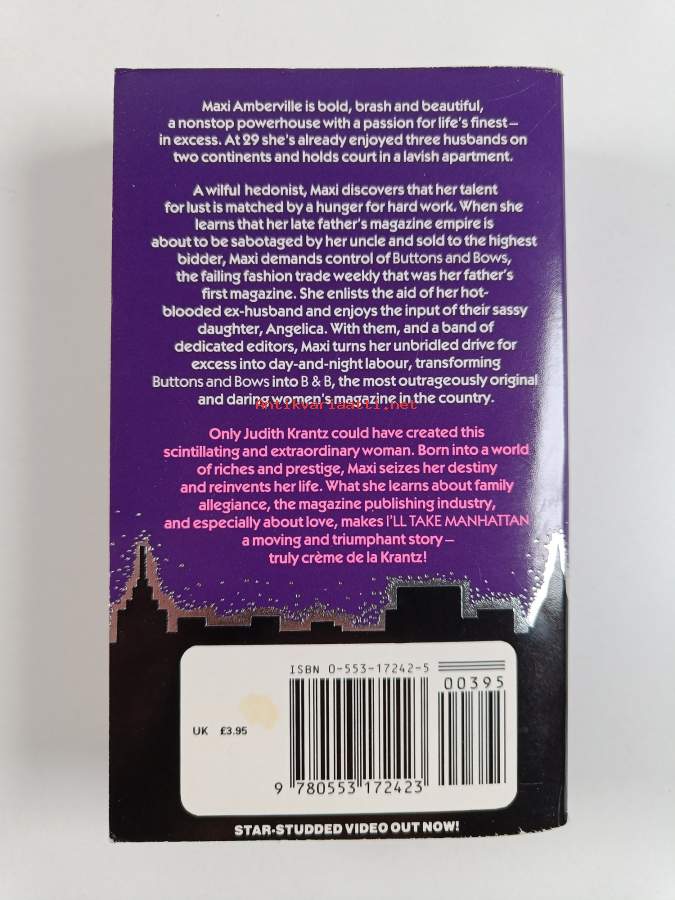 Maxi Amberville is bold, brash and beautiful,
a nonstop powerhouse with a passion for life's finest –
in excess. At 29 she's already enjoyed three husbands on
two continents and holds court in a lavish apartment.
A wilful hedonist, Maxi discovers that her talent
for lust is matched by a hunger for hard work. When she
learns that her late father's magazine empire is
about to be sabotaged by her uncle and sold to the highest
bidder, Maxi demands control of Buttons and Bows,
the failing fashion trade weekly that was her father's
first magazine. She enlists the aid of her hot-
blooded ex-husband and enjoys the input of their sassy
daughter, Angelica. With them, and a band of
dedicated editors, Maxi turns her unbridled drive for
excess into day-and-night labour, transforming
Buttons and Bows into B & B, the most outrageously original
and daring women's magazine in the country.
Antikvariaatti.net
Only Judith Krantz could have created this
scintillating and extraordinary woman. Born into a world
of riches and prestige, Maxi seizes her destiny
and reinvents her life. What she learns about family
allegiance, the magazine publishing industry,
and especially about love, makes I'LL TAKE MANHATTAN
a moving and triumphant story –
truly crème de la Krantz!
ISBN 0-553-17242-5
00395
UK £3.95
9 780553 172423
STAR-STUDDED VIDEO OUT NOW!